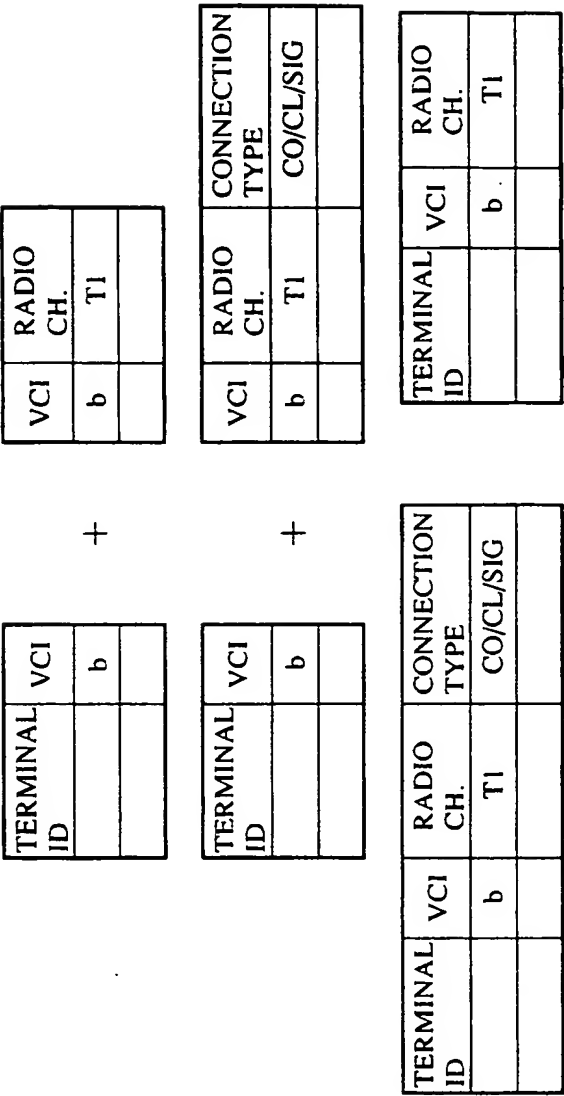 TERMINAL ID VCI + VCI RADIO CH.
b b T1
TERMINAL ID VCI + VCI RADIO CH. CONNECTION TYPE
b b T1 CO/CL/SIG
TERMINAL ID VCI RADIO CH. CONNECTION TYPE TERMINAL ID VCI RADIO CH.
b T1 CO/CL/SIG b T1